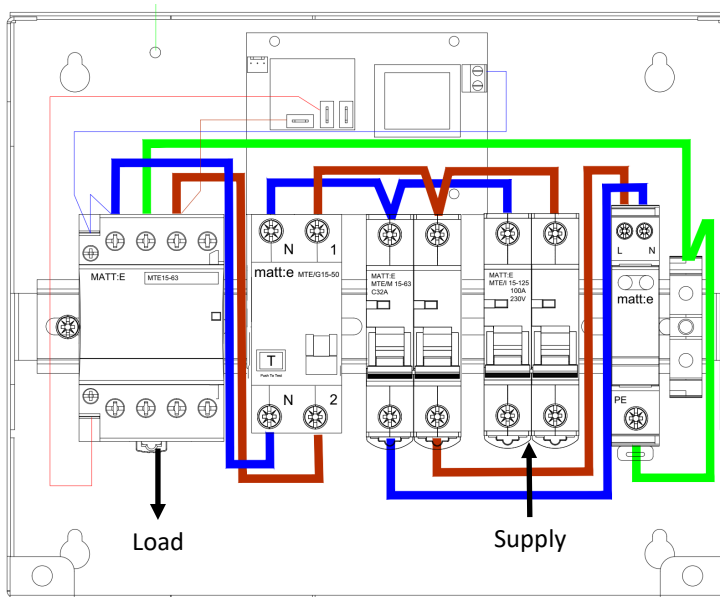 MATT:E
MTE15-63
N
1
matt:e MTE/G15-50
T
Push To Test
N
2
MATT:E
MTE/M 15-63
C32A
MATT:E
MTE/I 15-125
100A
230V
L
N
matt:e
PE
Load
Supply